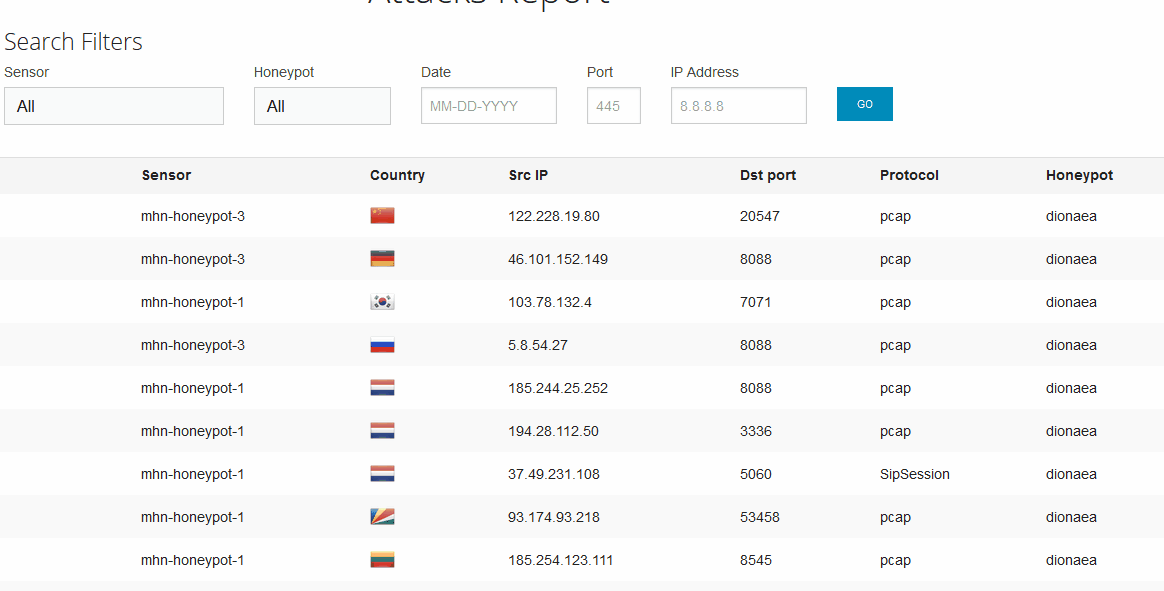 Attacks Report
Search Filters
Sensor Honeypot Date Port IP Address
All All MM-DD-YYYY 445 8.8.8.8 GO
Sensor Country Src IP Dst port Protocol Honeypot
mhn-honeypot-3 122.228.19.80 20547 pcap dionaea
mhn-honeypot-3 46.101.152.149 8088 pcap dionaea
mhn-honeypot-1 103.78.132.4 7071 pcap dionaea
mhn-honeypot-3 5.8.54.27 8088 pcap dionaea
mhn-honeypot-1 185.244.25.252 8088 pcap dionaea
mhn-honeypot-1 194.28.112.50 3336 pcap dionaea
mhn-honeypot-1 37.49.231.108 5060 SipSession dionaea
mhn-honeypot-1 93.174.93.218 53458 pcap dionaea
mhn-honeypot-1 185.254.123.111 8545 pcap dionaea